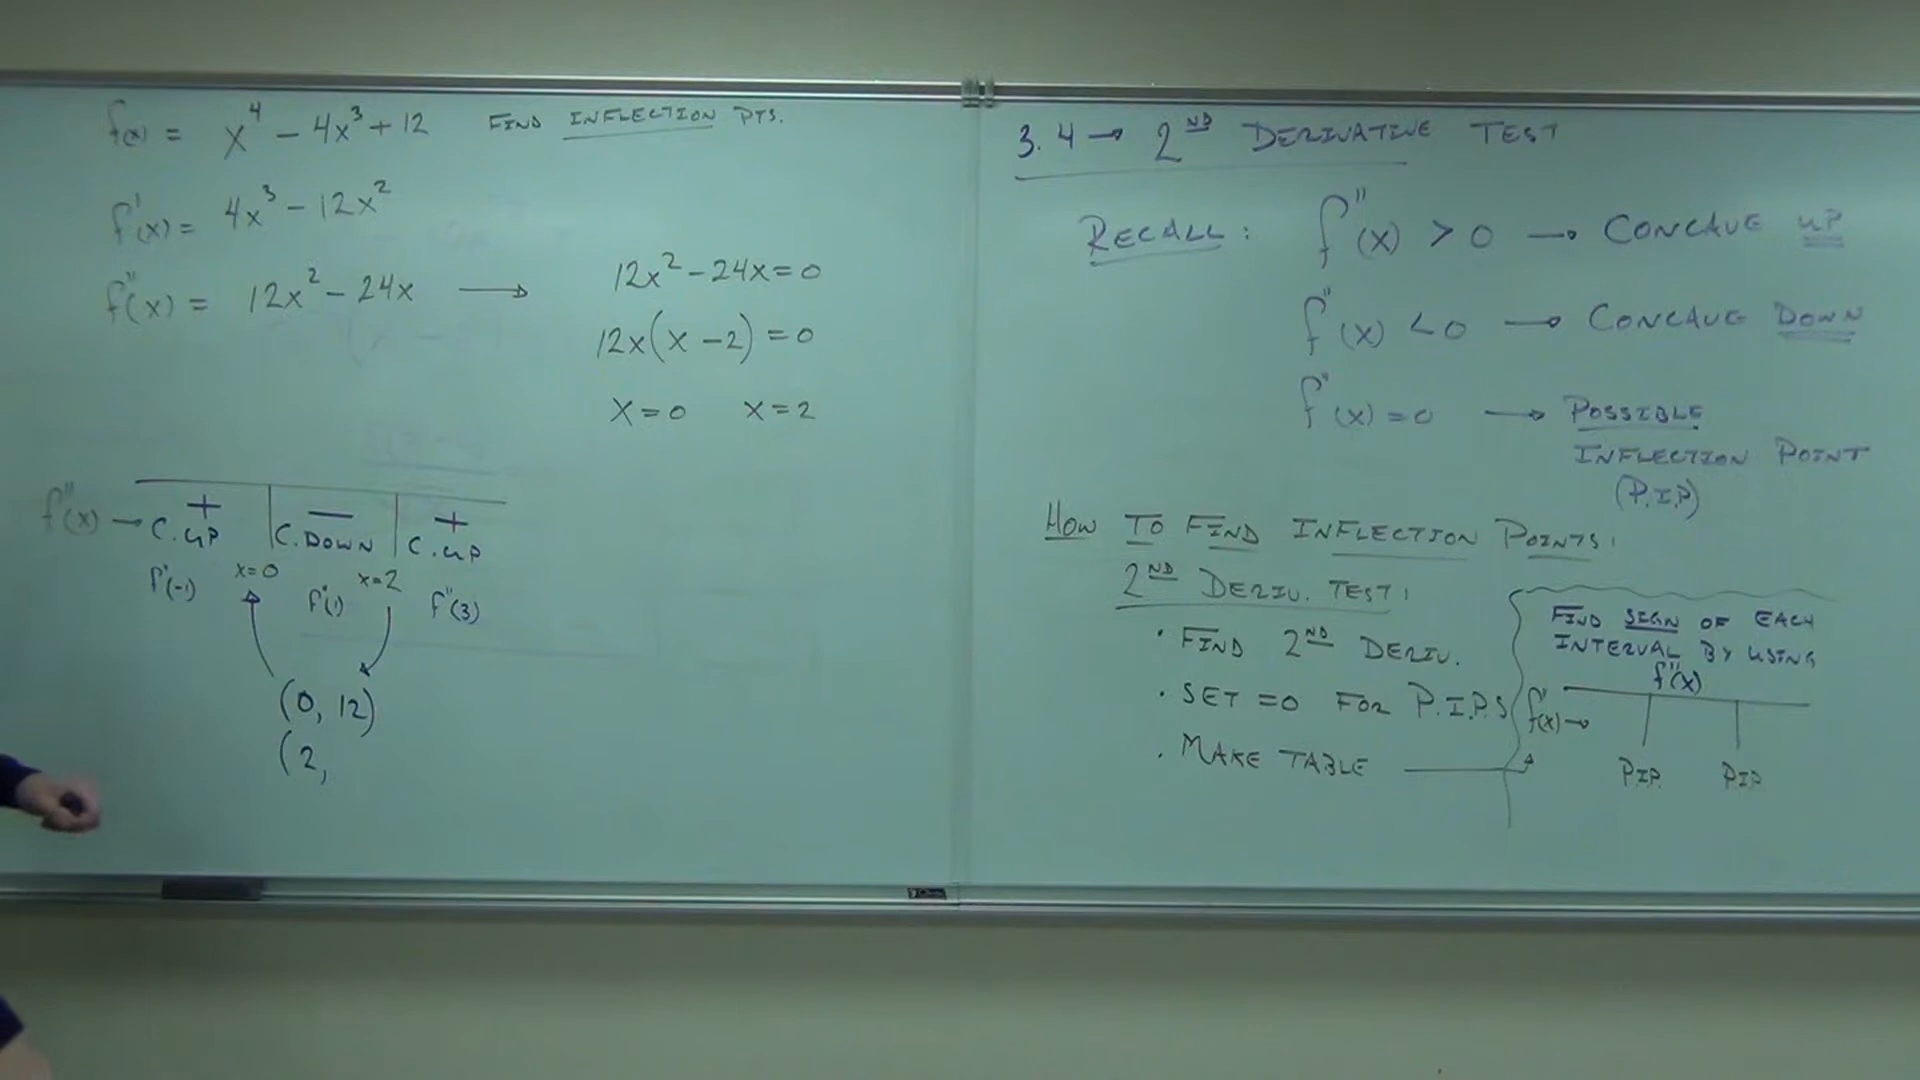 f(x) = x⁴ - 4x³ + 12 FIND INFLECTION PTS.
f'(x) = 4x³ - 12x²
f''(x) = 12x² - 24x →
12x² - 24x = 0
12x(x - 2) = 0
x = 0 x = 2
f''(x) → + - +
C. UP C. DOWN C. UP
x=0 x=2
f''(-1) f''(1) f''(3)
(0, 12)
(2,
3.4 → 2ND DERIVATIVE TEST
RECALL: f''(x) > 0 → CONCAVE UP
f''(x) < 0 → CONCAVE DOWN
f''(x) = 0 → POSSIBLE
INFLECTION POINT
(P.I.P)
HOW TO FIND INFLECTION POINTS:
2ND DERIV. TEST:
· FIND 2ND DERIV.
· SET = 0 FOR P.I.P.S
· MAKE TABLE
FIND SIGN OF EACH
INTERVAL BY USING
f''(x)
f''(x) →
P.I.P. P.I.P.